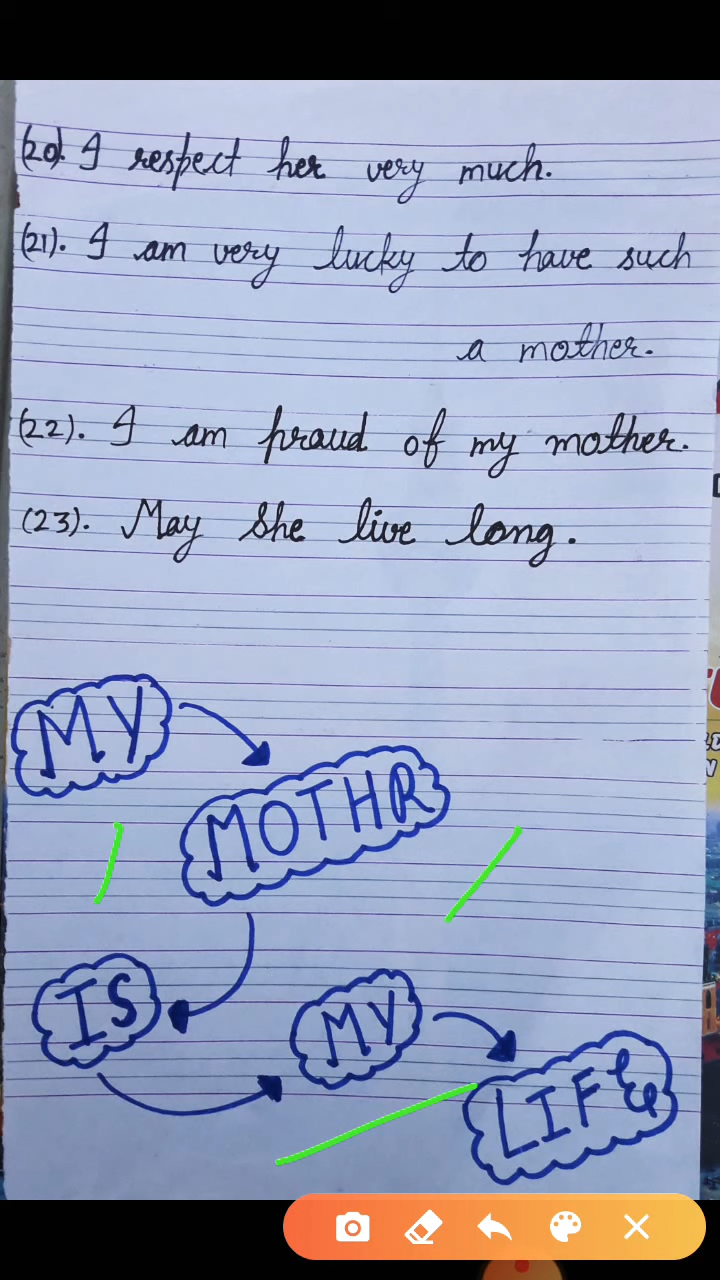 (20). I respect her very much.
(21). I am very lucky to have such
a mother.
(22). I am proud of my mother.
(23). May she live long.
MY
MOTHR
IS
MY
LIFE